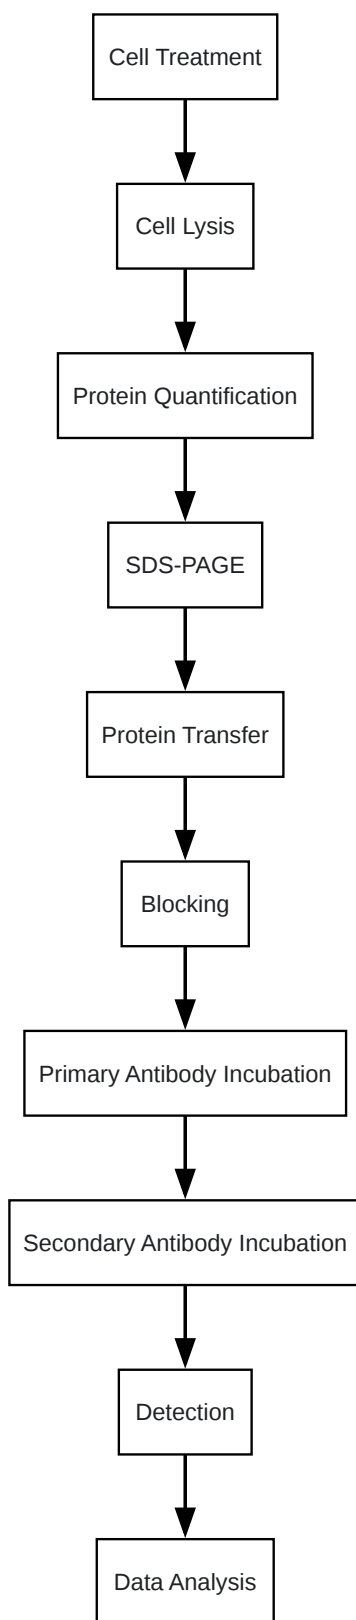 Cell Treatment
Cell Lysis
Protein Quantification
SDS-PAGE
Protein Transfer
Blocking
Primary Antibody Incubation
Secondary Antibody Incubation
Detection
Data Analysis